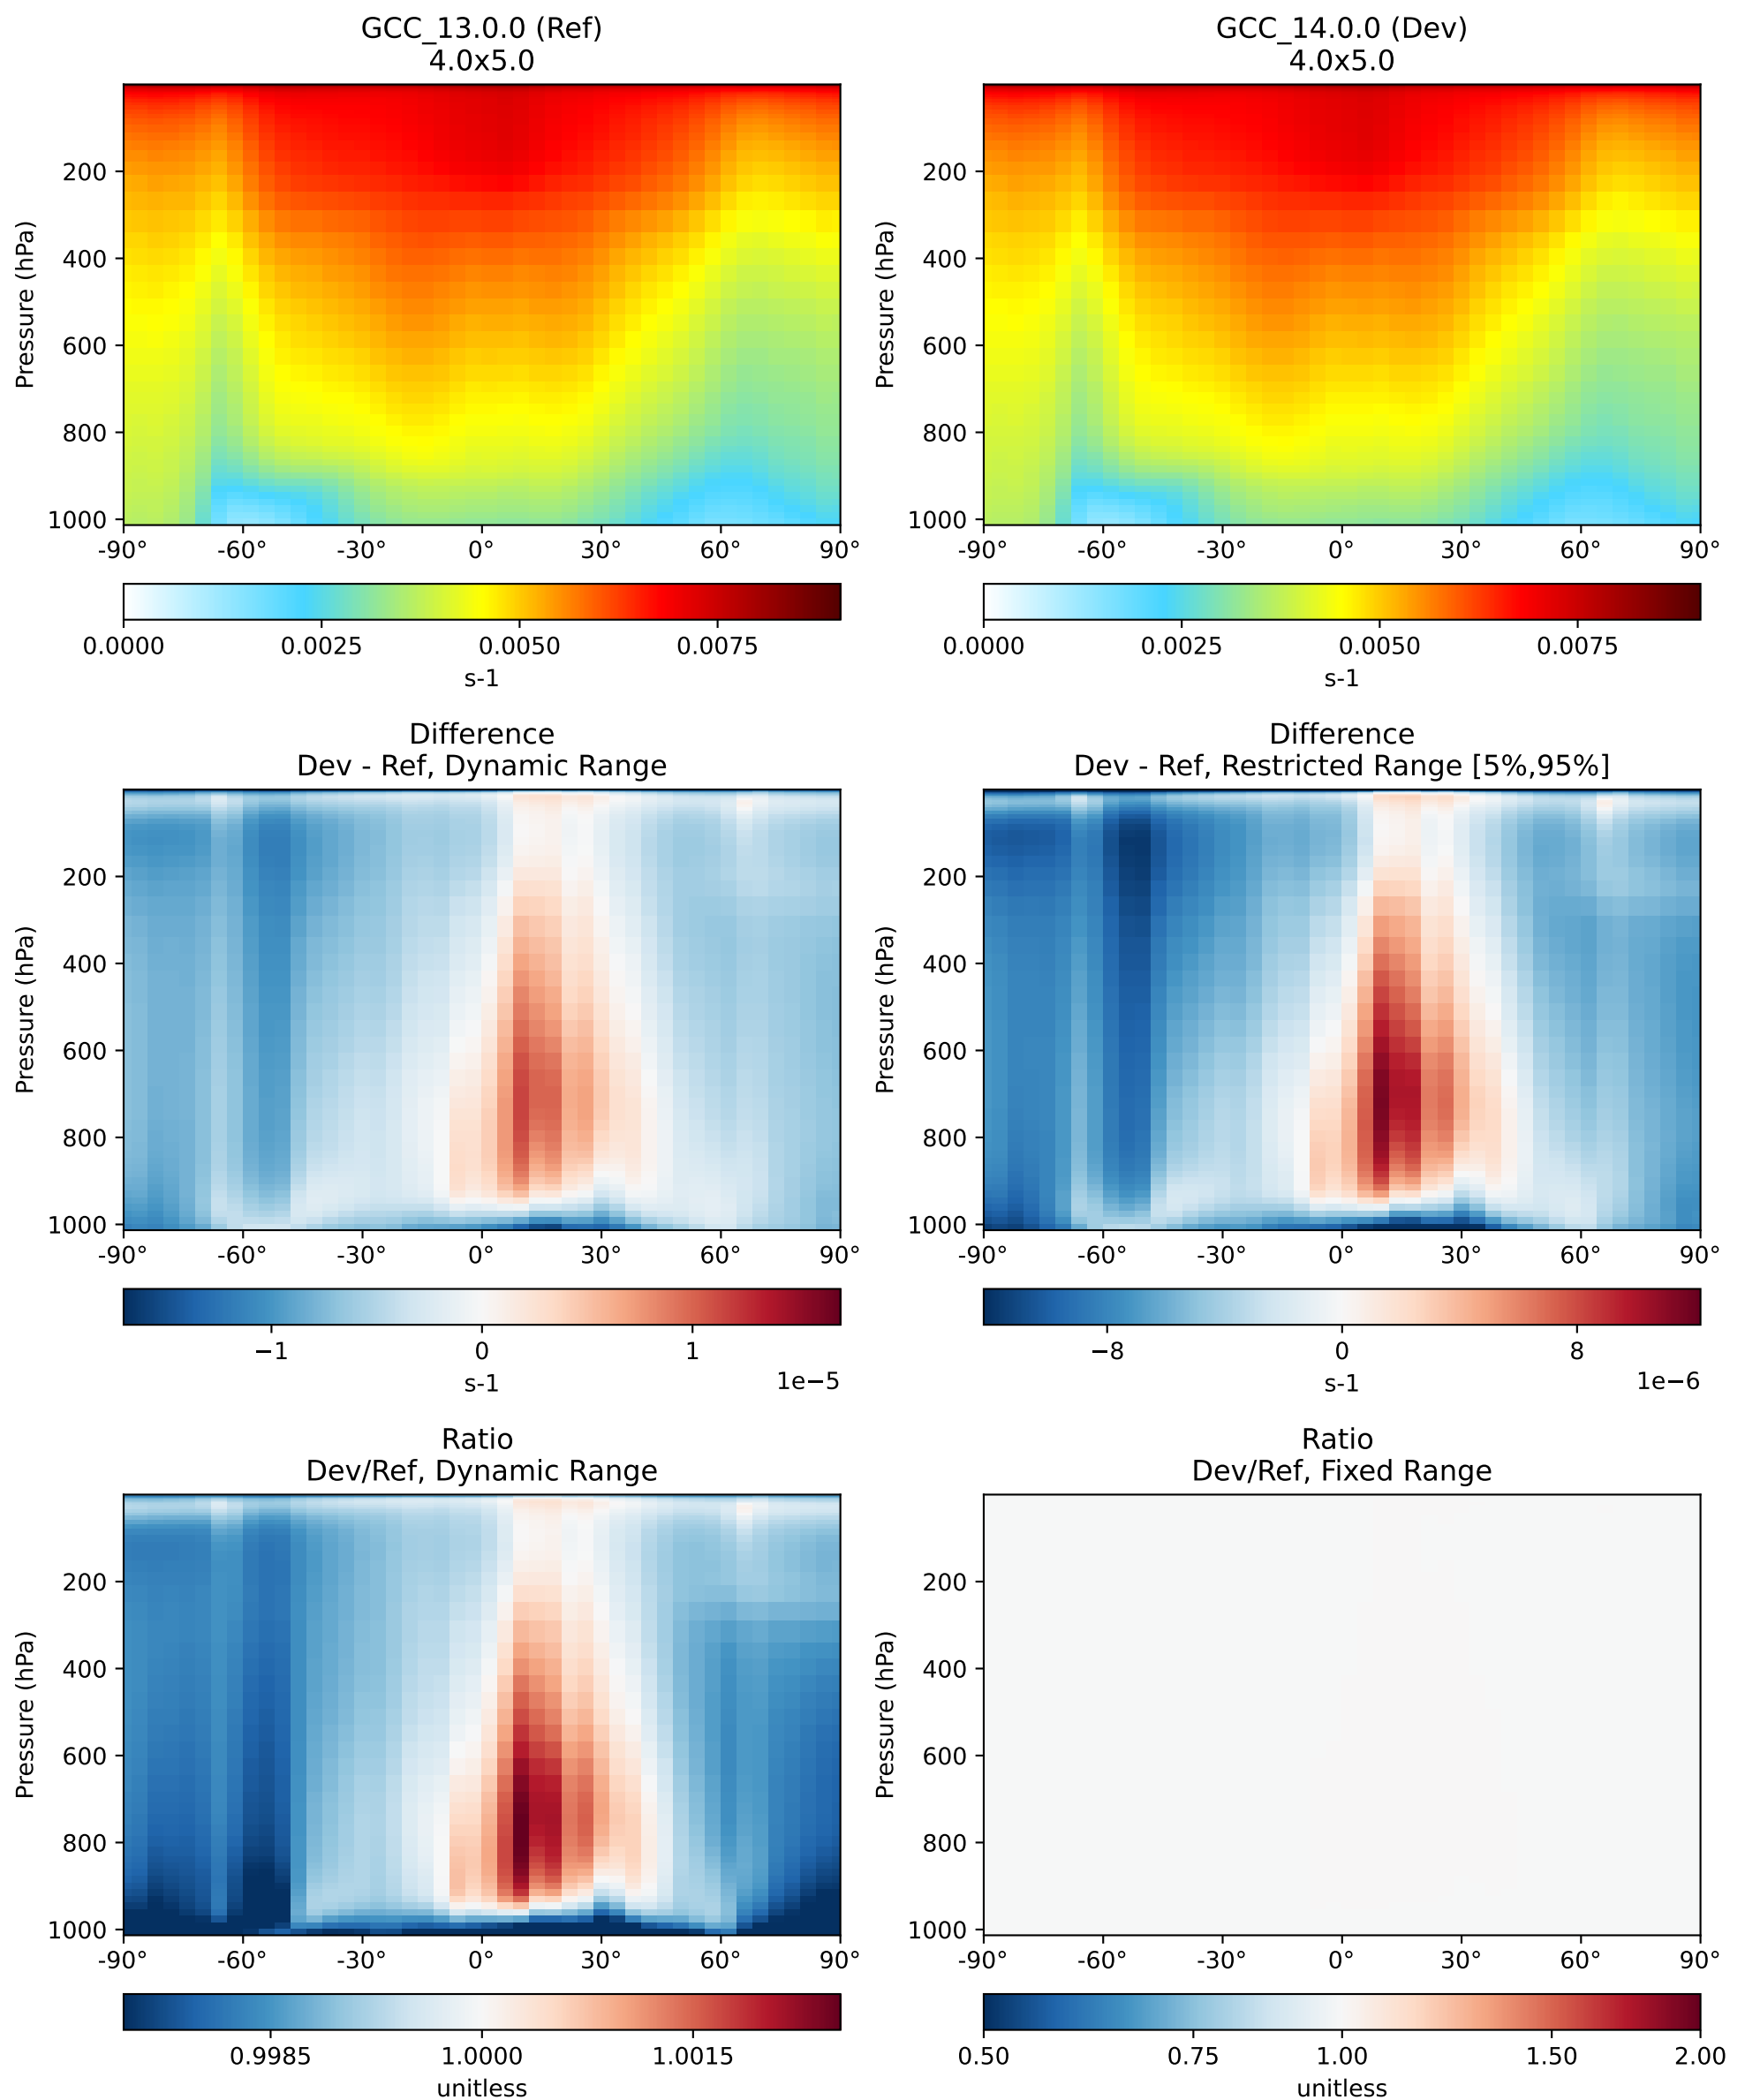 GCC_13.0.0 (Ref)
4.0x5.0
Pressure (hPa)
200
400
600
800
1000
-90° -60° -30° 0° 30° 60° 90°
0.0000 0.0025 0.0050 0.0075
s-1
GCC_14.0.0 (Dev)
4.0x5.0
Pressure (hPa)
200
400
600
800
1000
-90° -60° -30° 0° 30° 60° 90°
0.0000 0.0025 0.0050 0.0075
s-1
Difference
Dev - Ref, Dynamic Range
Pressure (hPa)
200
400
600
800
1000
-90° -60° -30° 0° 30° 60° 90°
−1 0 1
s-1 1e−5
Difference
Dev - Ref, Restricted Range [5%,95%]
Pressure (hPa)
200
400
600
800
1000
-90° -60° -30° 0° 30° 60° 90°
−8 0 8
s-1 1e−6
Ratio
Dev/Ref, Dynamic Range
Pressure (hPa)
200
400
600
800
1000
-90° -60° -30° 0° 30° 60° 90°
0.9985 1.0000 1.0015
unitless
Ratio
Dev/Ref, Fixed Range
Pressure (hPa)
200
400
600
800
1000
-90° -60° -30° 0° 30° 60° 90°
0.50 0.75 1.00 1.50 2.00
unitless